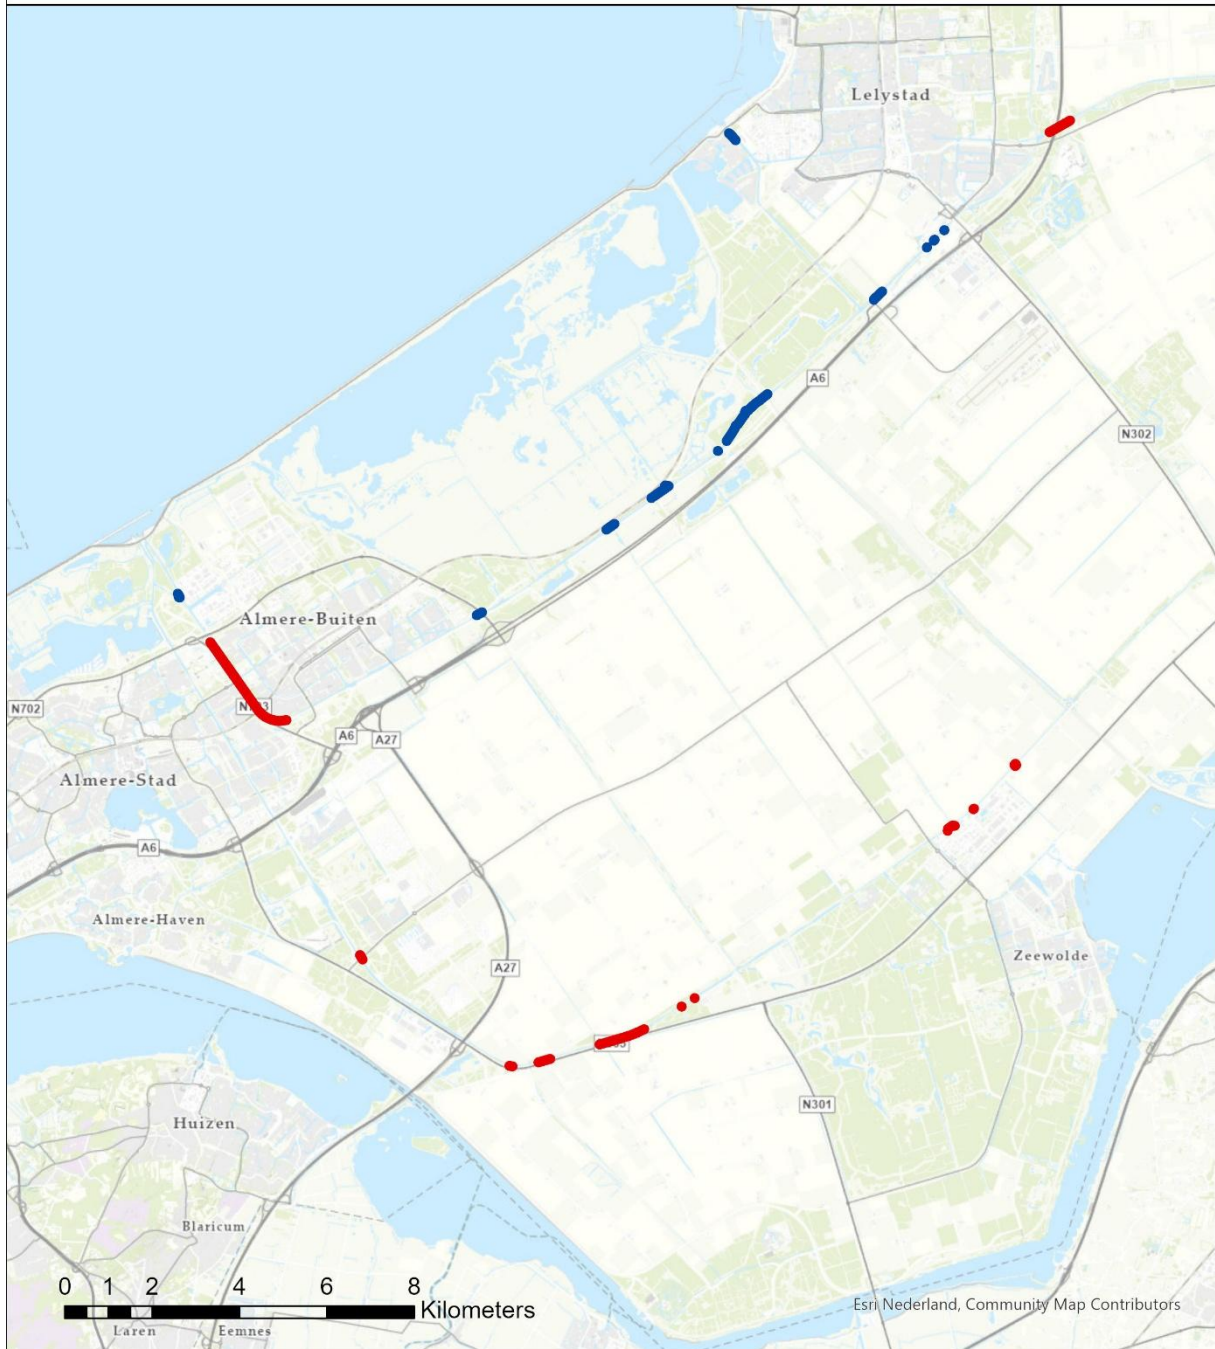 Lelystad
A6
N302
Almere-Buiten
N702
A6
A27
Almere-Stad
A6
Almere-Haven
Zeewolde
A27
N301
Huizen
Blaricum
0 1 2 4 6 8
Kilometers
Esri Nederland, Community Map Contributors
Laren
Eemnes